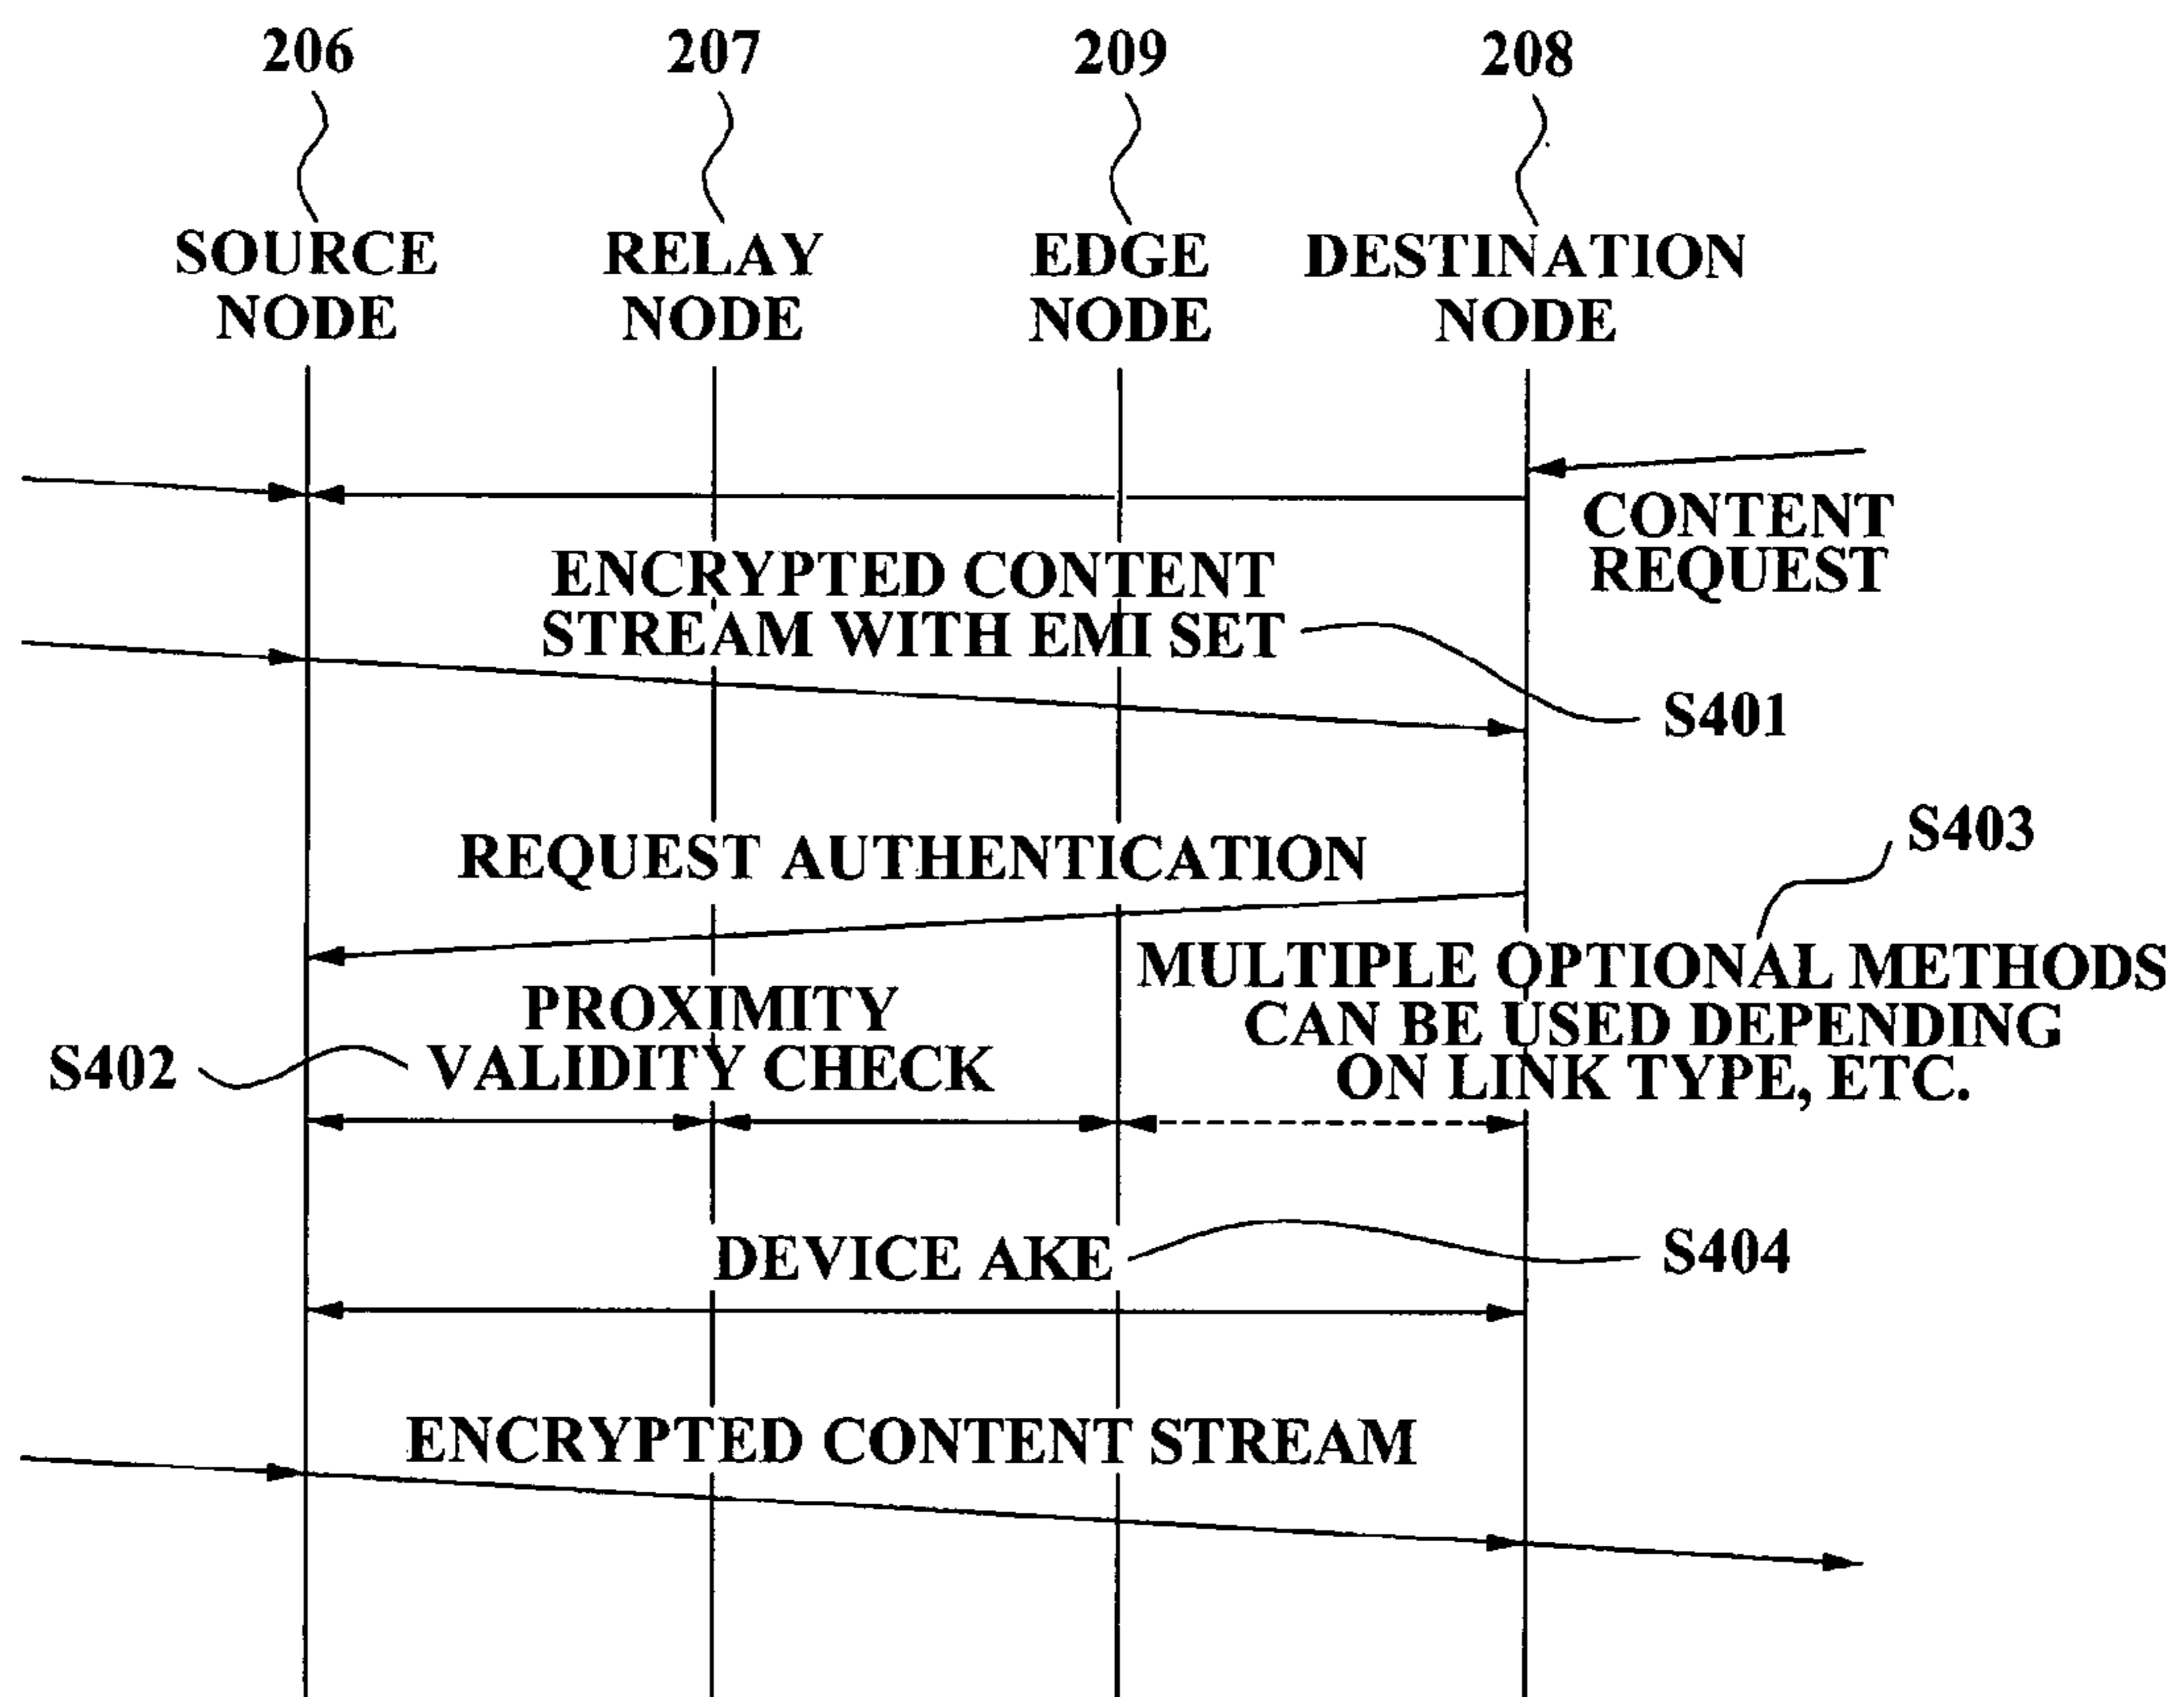 206 207 209 208
SOURCE NODE
RELAY NODE
EDGE NODE
DESTINATION NODE
CONTENT
REQUEST
ENCRYPTED CONTENT
STREAM WITH EMI SET
S401
REQUEST AUTHENTICATION
S403
MULTIPLE OPTIONAL METHODS
CAN BE USED DEPENDING
ON LINK TYPE, ETC.
PROXIMITY
VALIDITY CHECK
S402
DEVICE AKE
S404
ENCRYPTED CONTENT STREAM